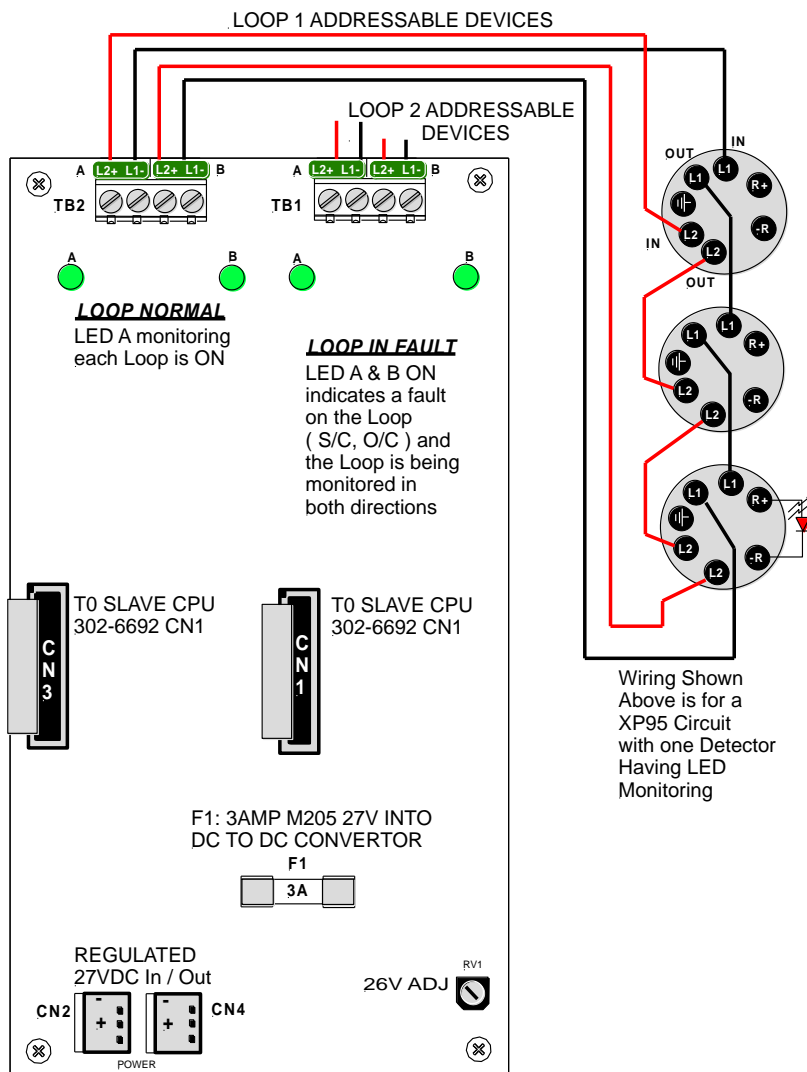 LOOP 1 ADDRESSABLE DEVICES
LOOP 2 ADDRESSABLE
DEVICES
A L2+ L1- L2+ L1- B
TB2
A L2+ L1- L2+ L1- B
TB1
A B
A B
LOOP NORMAL
LED A monitoring
each Loop is ON
LOOP IN FAULT
LED A & B ON
indicates a fault
on the Loop
( S/C, O/C ) and
the Loop is being
monitored in
both directions
OUT IN
L1 L1 R+
-R
IN L2
L2
OUT
L1 L1
R+
L2 -R
L2
L1 L1
R+
L2 -R
L2
Wiring Shown
Above is for a
XP95 Circuit
with one Detector
Having LED
Monitoring
T0 SLAVE CPU
302-6692 CN1
CN3
T0 SLAVE CPU
302-6692 CN1
CN1
F1: 3AMP M205 27V INTO
DC TO DC CONVERTOR
F1
3A
REGULATED
27VDC In / Out
CN2 - + - + CN4
POWER
RV1
26V ADJ